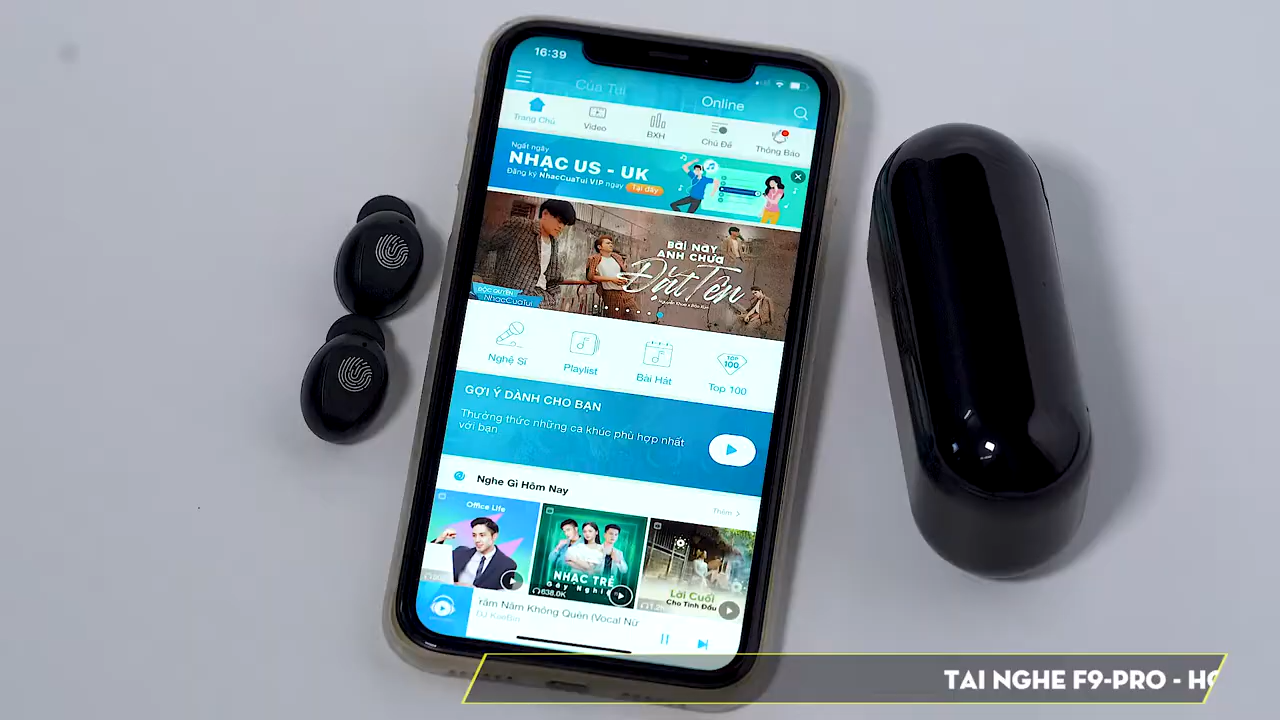 16:39
Của Tui
Online
Trang Chủ
Video
BXH
Chủ Đề
Thông Báo
Ngất ngây
NHẠC US - UK
Đăng ký NhacCuaTui VIP ngay Tại đây
BÀI NÀY
ANH CHƯA
Đặt Tên
ĐỘC QUYỀN
NhacCuaTui
Nghệ Sĩ
Playlist
Bài Hát
TOP
100
Top 100
GỢI Ý DÀNH CHO BẠN
Thưởng thức những ca khúc phù hợp nhất
với bạn
Nghe Gì Hôm Nay
Thêm
Office Life
NHẠC TRẺ
Gây Nghiện
638.0K
Lời Cuối
Cho Tình Đầu
răm Năm Không Quên (Vocal Nữ
TAI NGHE F9-PRO - HỘ